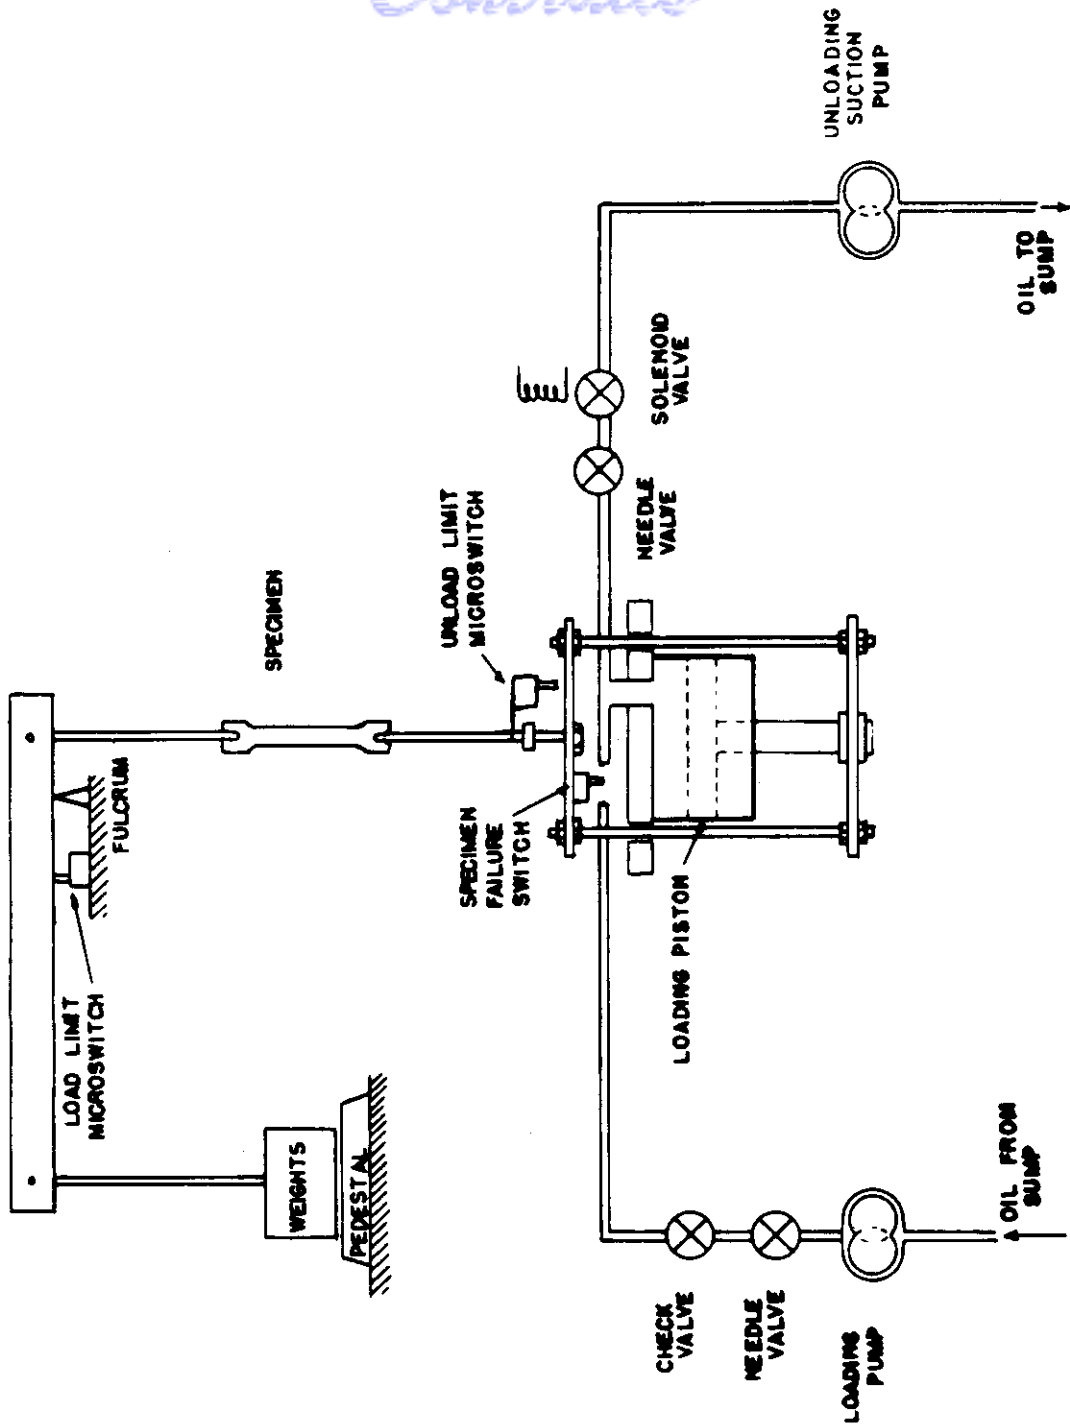 LOAD LIMIT
MICROSWITCH
FULCRUM
WEIGHTS
PEDESTAL
SPECIMEN
UNLOAD LIMIT
MICROSWITCH
SPECIMEN
FAILURE
SWITCH
LOADING PISTON
NEEDLE
VALVE
SOLENOID
VALVE
UNLOADING
SUCTION
PUMP
OIL TO
SUMP
CHECK
VALVE
NEEDLE
VALVE
LOADING
PUMP
OIL FROM
SUMP